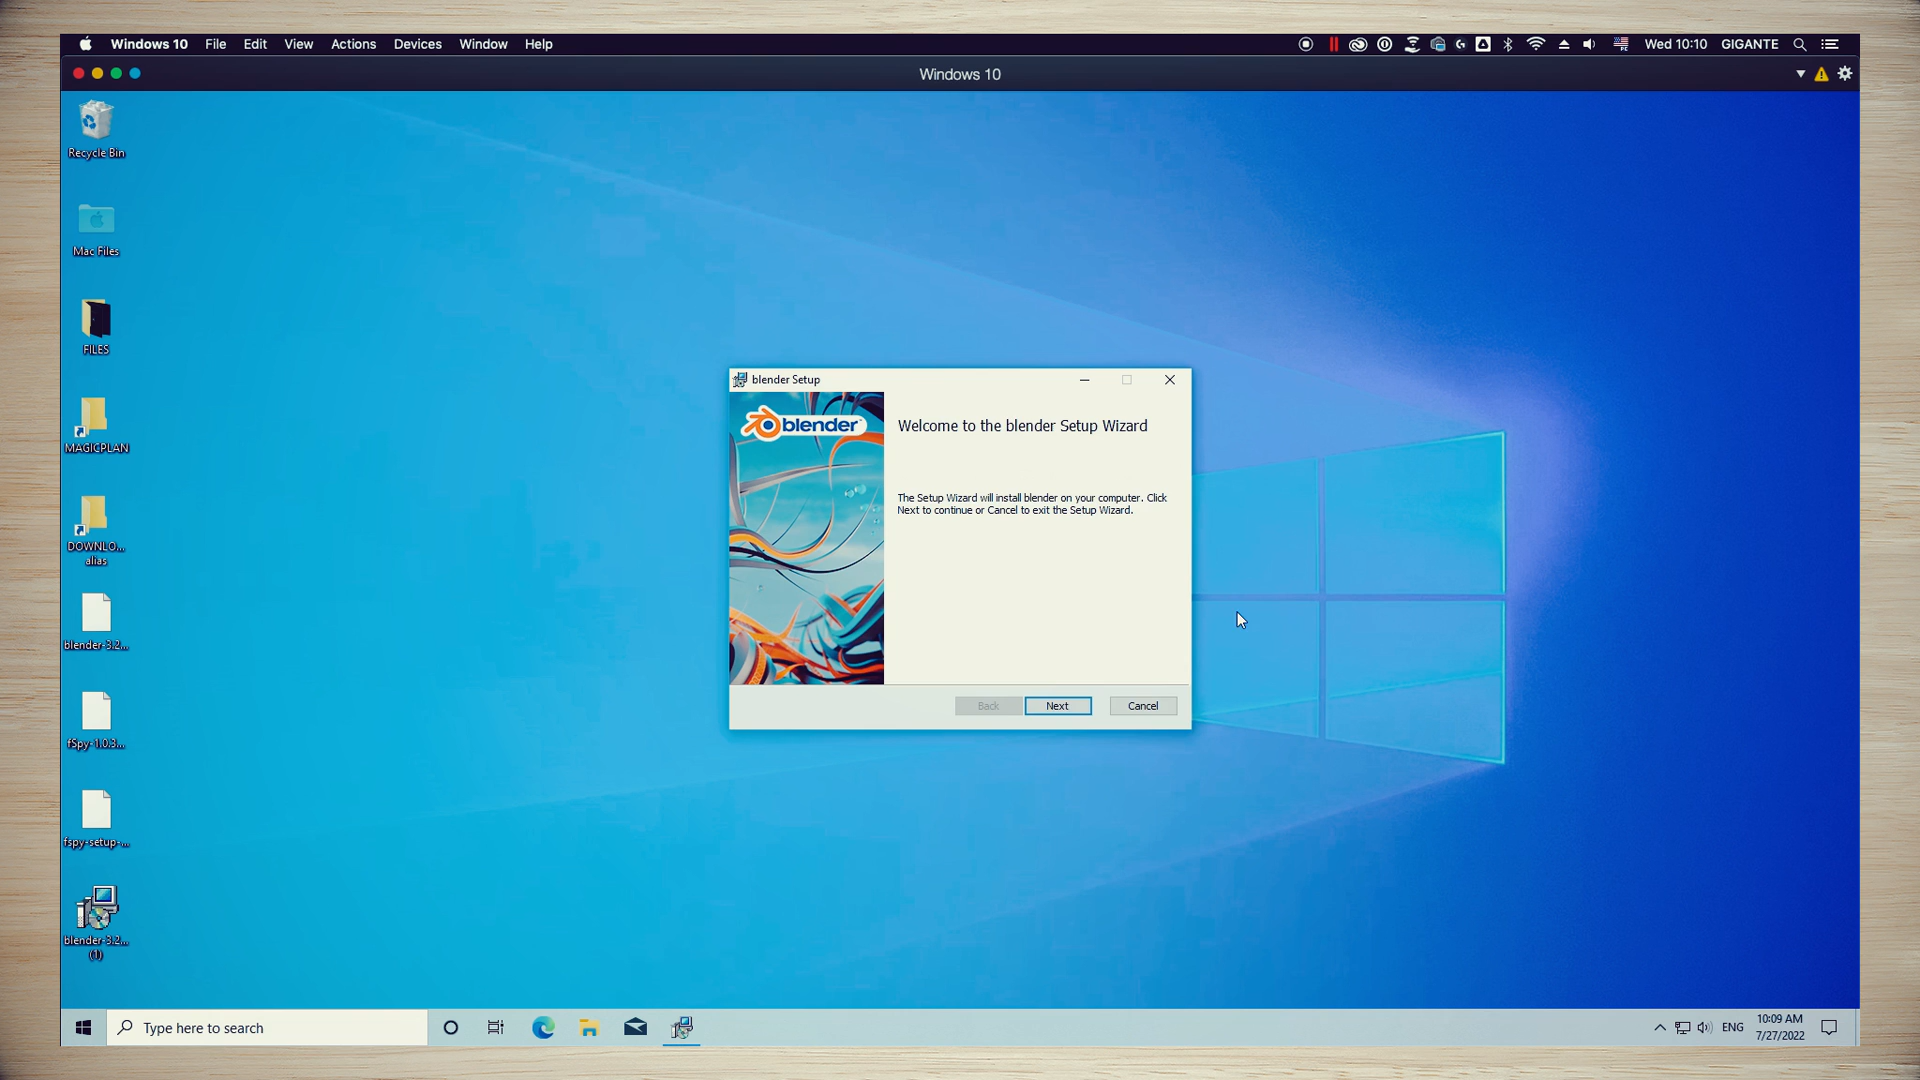 Windows 10 File Edit View Actions Devices Window Help Wed 10:10 GIGANTE
Windows 10
Recycle Bin
Mac Files
FILES
MAGICPLAN
DOWNLO...
alias
blender-3.2...
fSpy-1.0.3...
fspy-setup-...
blender-3.2...
(1)
blender Setup
blender
Welcome to the blender Setup Wizard
The Setup Wizard will install blender on your computer. Click
Next to continue or Cancel to exit the Setup Wizard.
Back Next Cancel
Type here to search
ENG
10:09 AM
7/27/2022